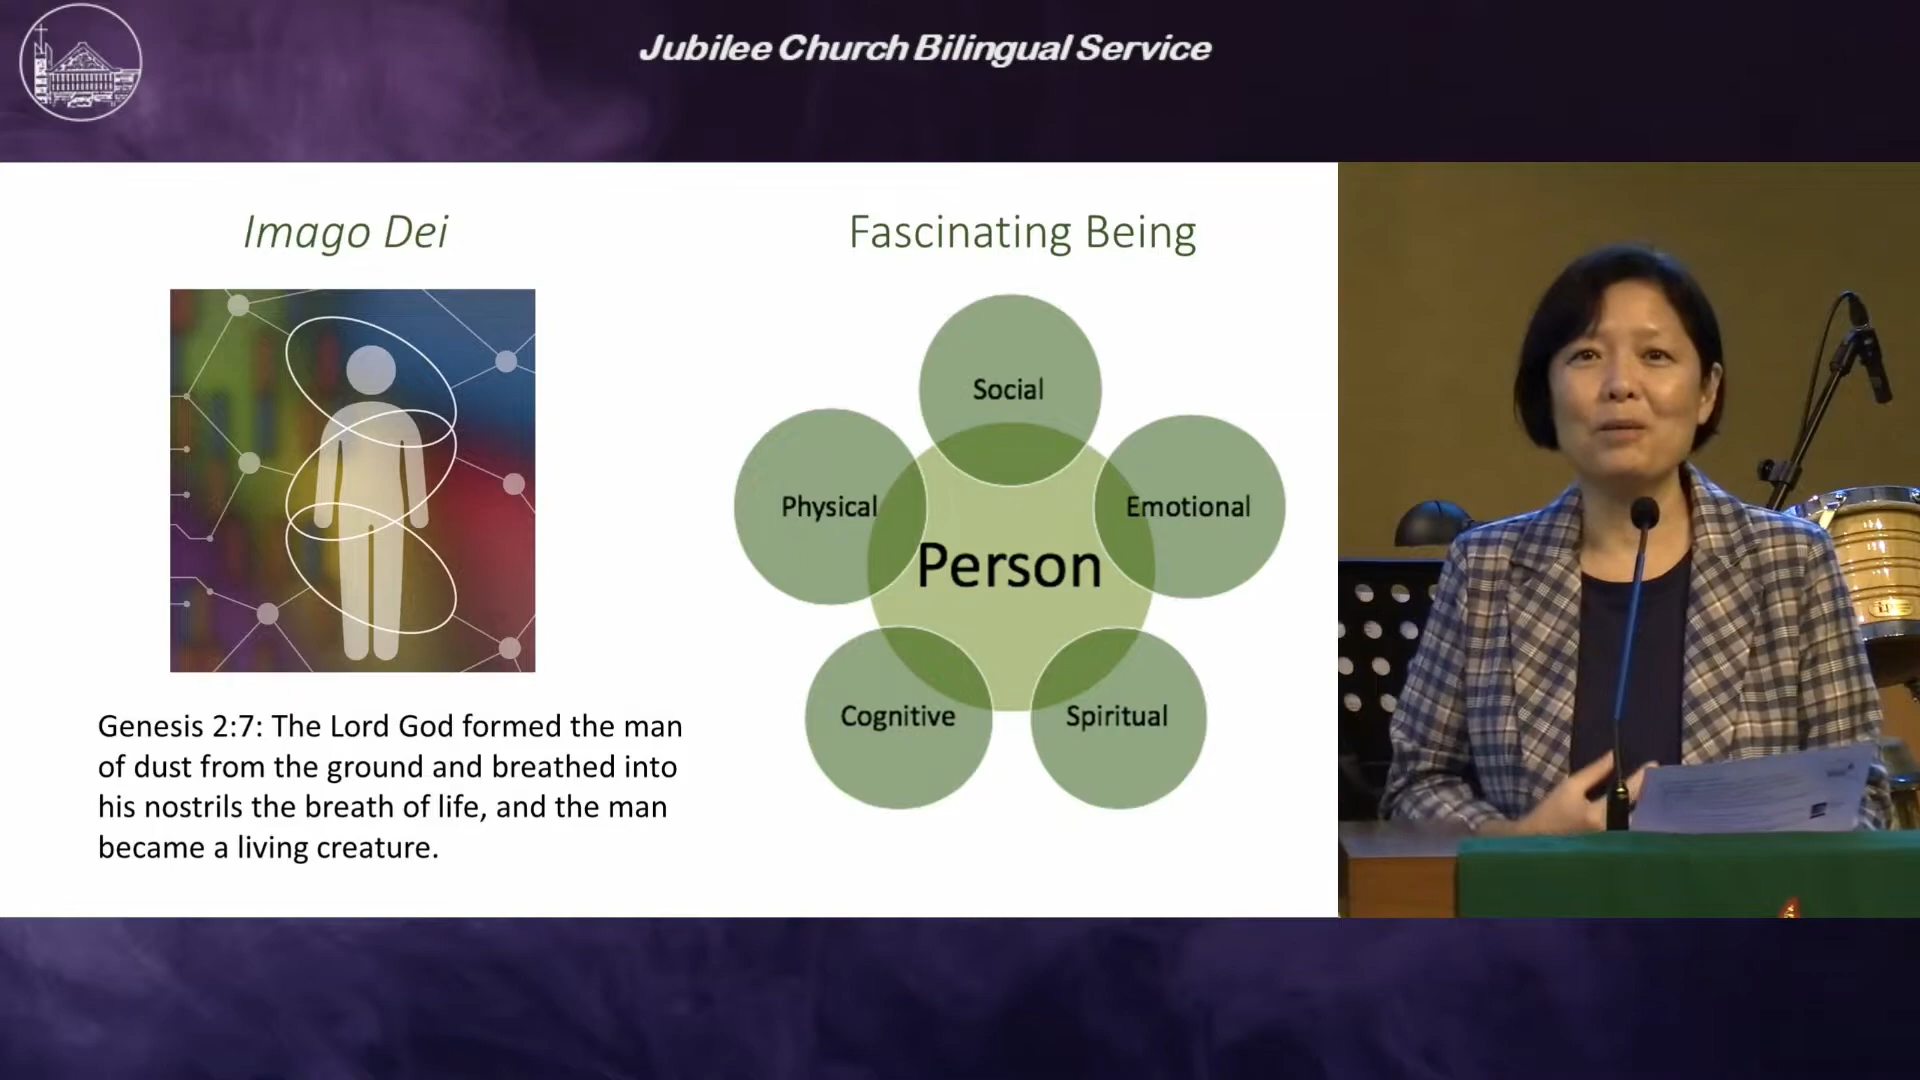 Jubilee Church Bilingual Service
Imago Dei
Genesis 2:7: The Lord God formed the man
of dust from the ground and breathed into
his nostrils the breath of life, and the man
became a living creature.
Fascinating Being
Social
Physical
Emotional
Person
Cognitive
Spiritual